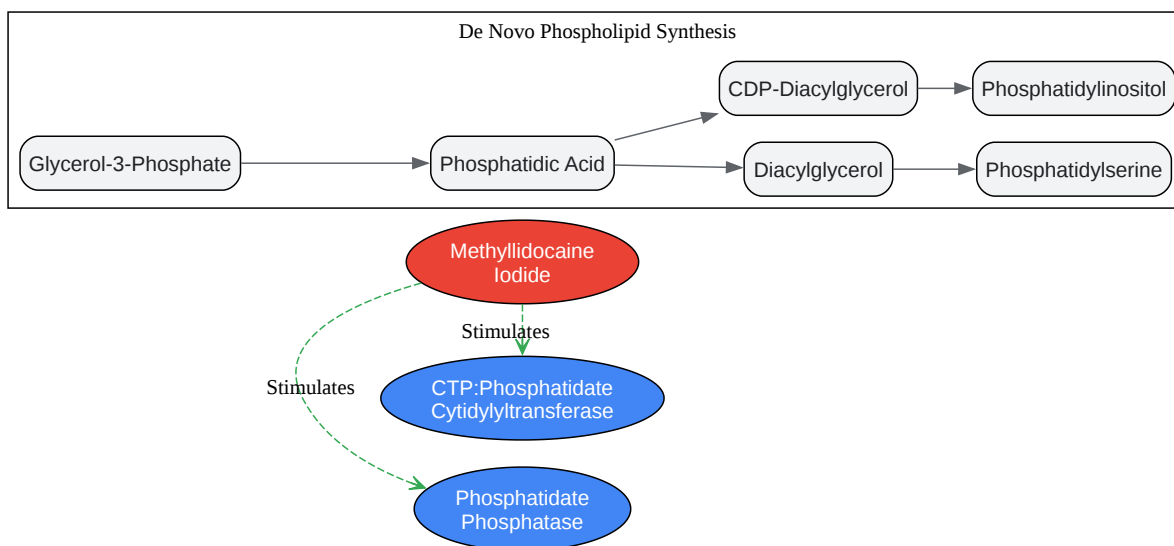 De Novo Phospholipid Synthesis
CDP-Diacylglycerol
Phosphatidylinositol
Glycerol-3-Phosphate
Phosphatidic Acid
Diacylglycerol
Phosphatidylserine
Methyllidocaine
Iodide
Stimulates
Stimulates
CTP:Phosphatidate
Cytidylyltransferase
Phosphatidate
Phosphatase